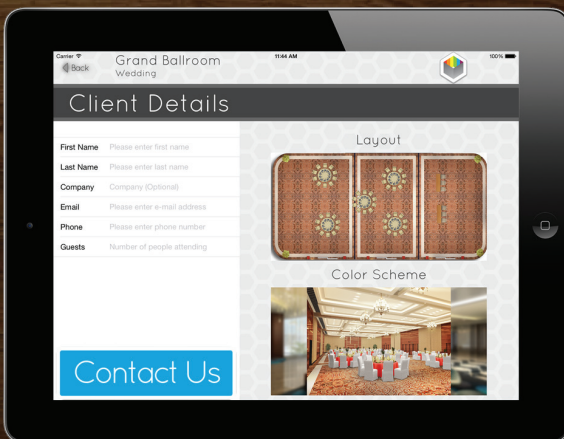 Carrier
11:44 AM
100%
Back
Grand Ballroom
Wedding
Client Details
First Name Please enter first name
Last Name Please enter last name
Company Company (Optional)
Email Please enter e-mail address
Phone Please enter phone number
Guests Number of people attending
Contact Us
Layout
Color Scheme